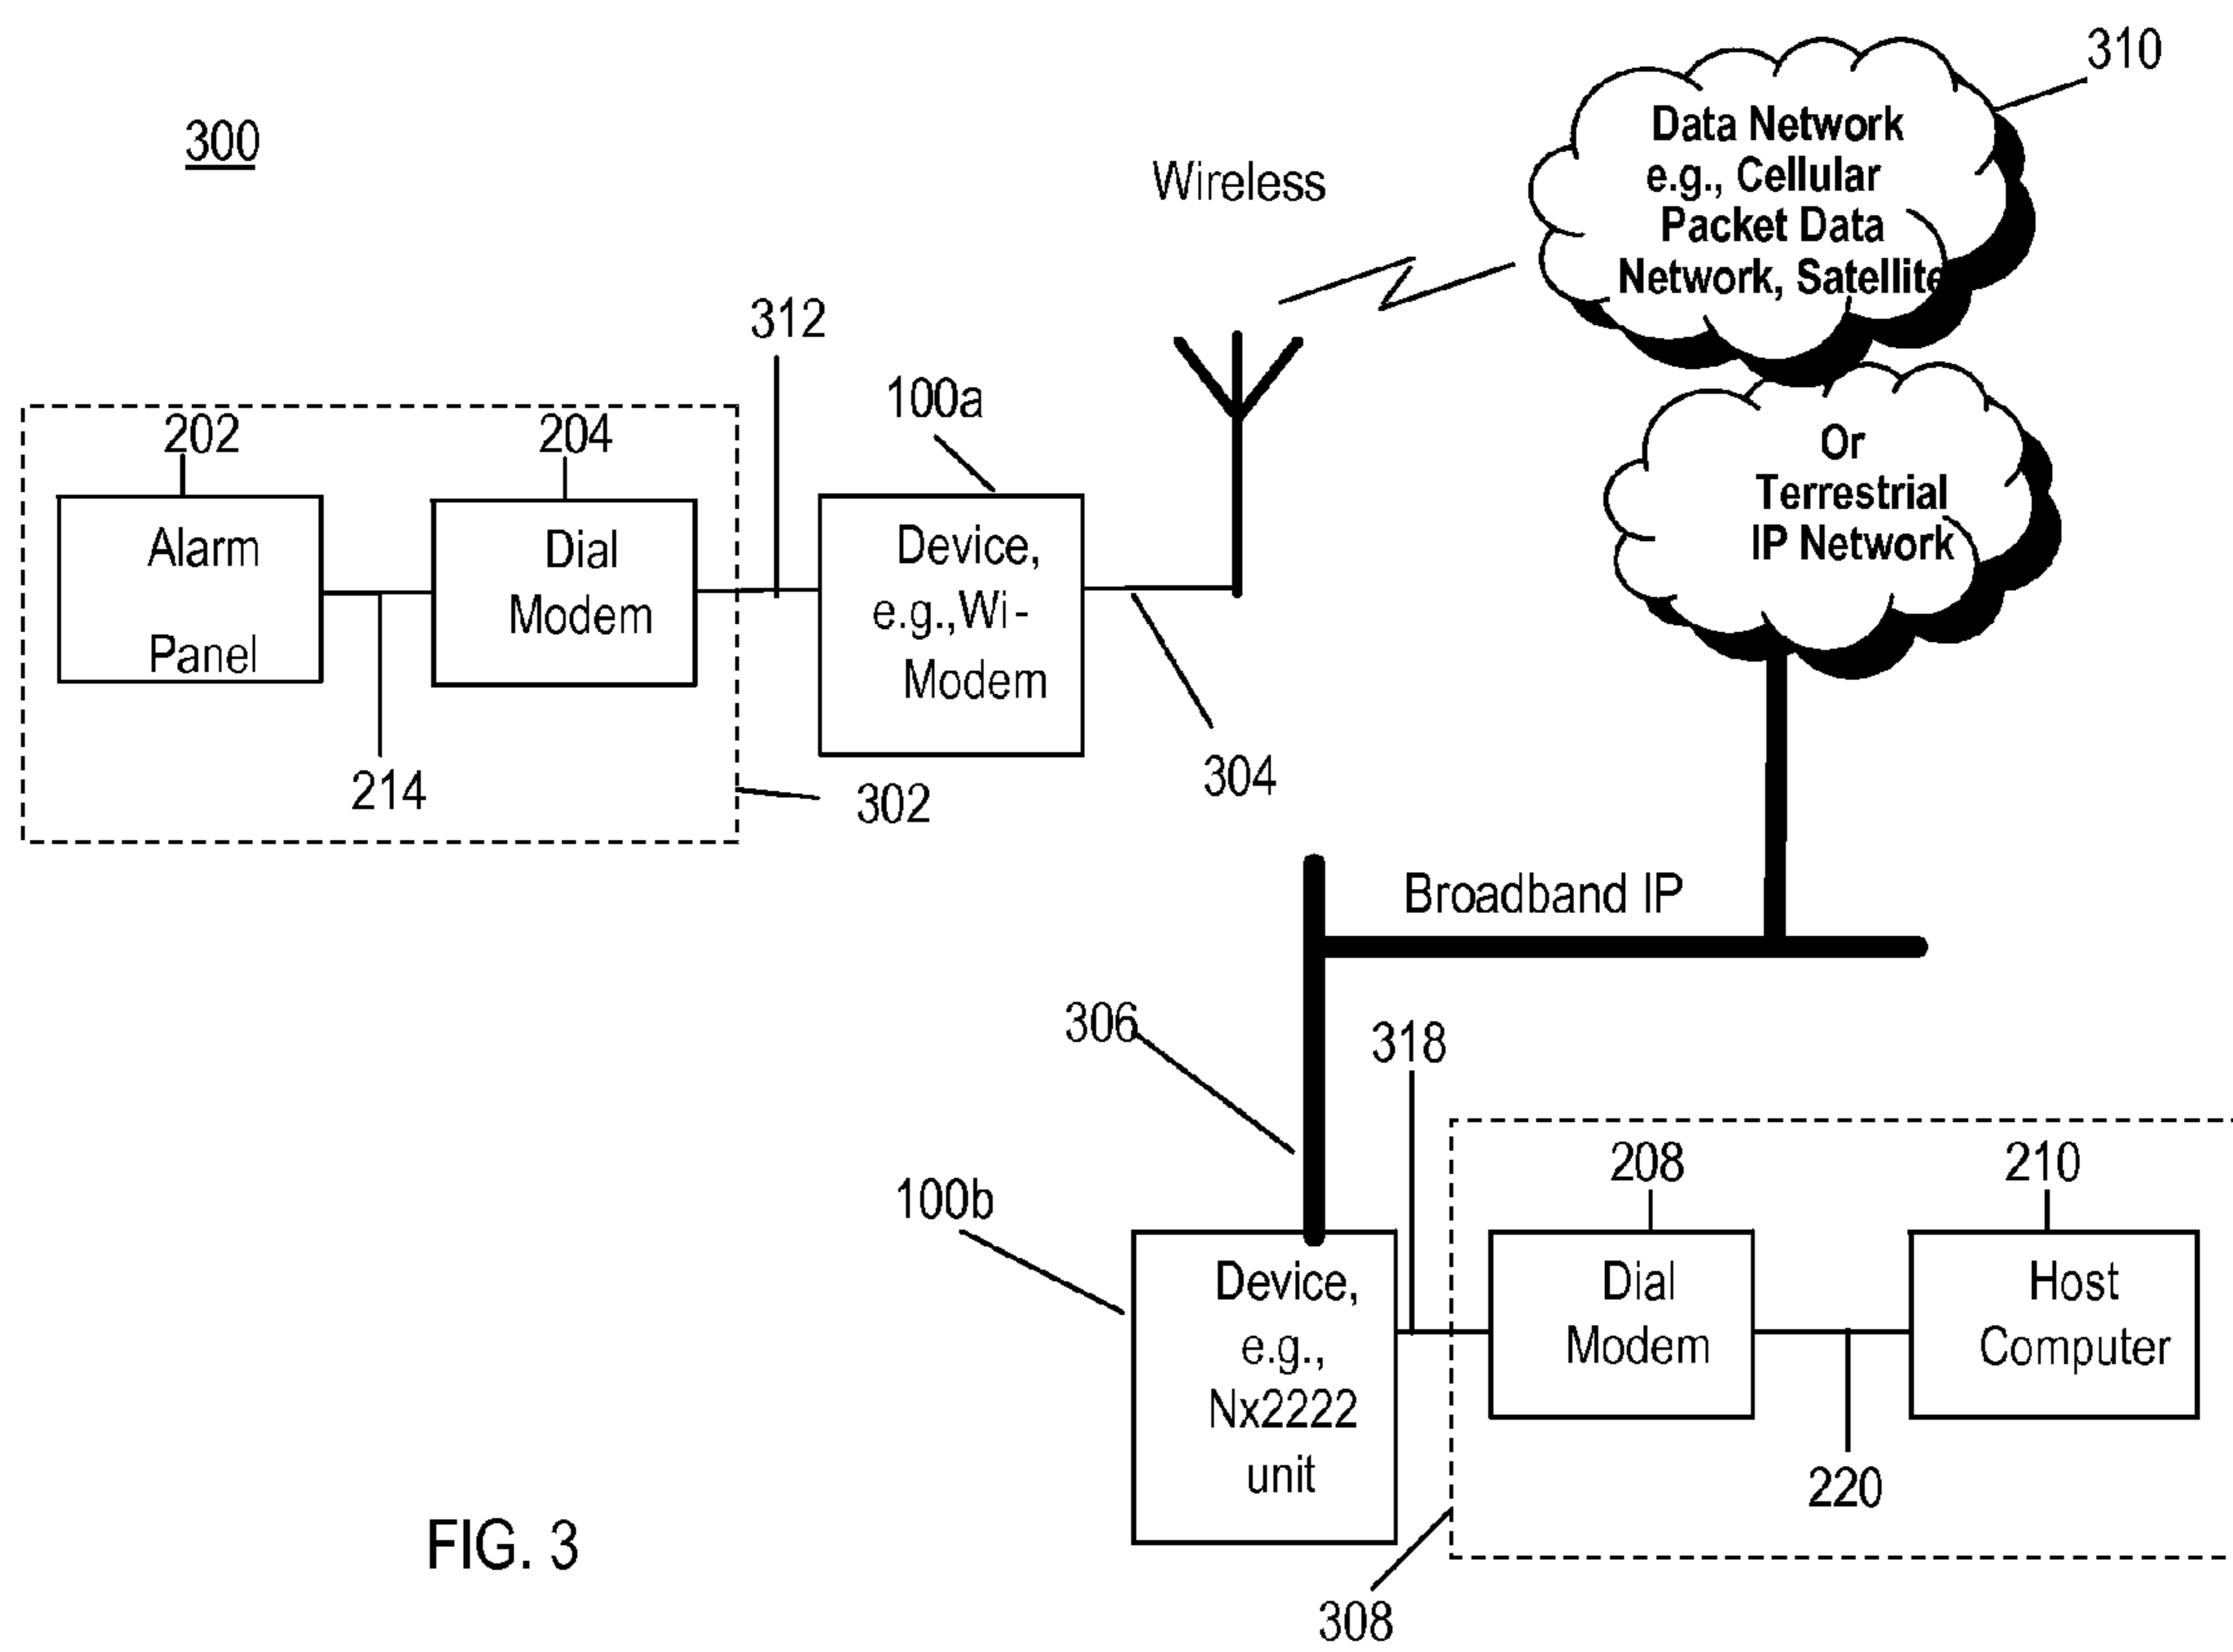 300
310
Data Network
e.g., Cellular
Packet Data
Network, Satellite
Wireless
312
100a
Or
Terrestrial
IP Network
202
204
Alarm
Panel
Dial
Modem
Device,
e.g.,Wi-
Modem
214
302
304
Broadband IP
306
318
100b
208
210
Device,
e.g.,
Nx2222
unit
Dial
Modem
Host
Computer
220
308
FIG. 3